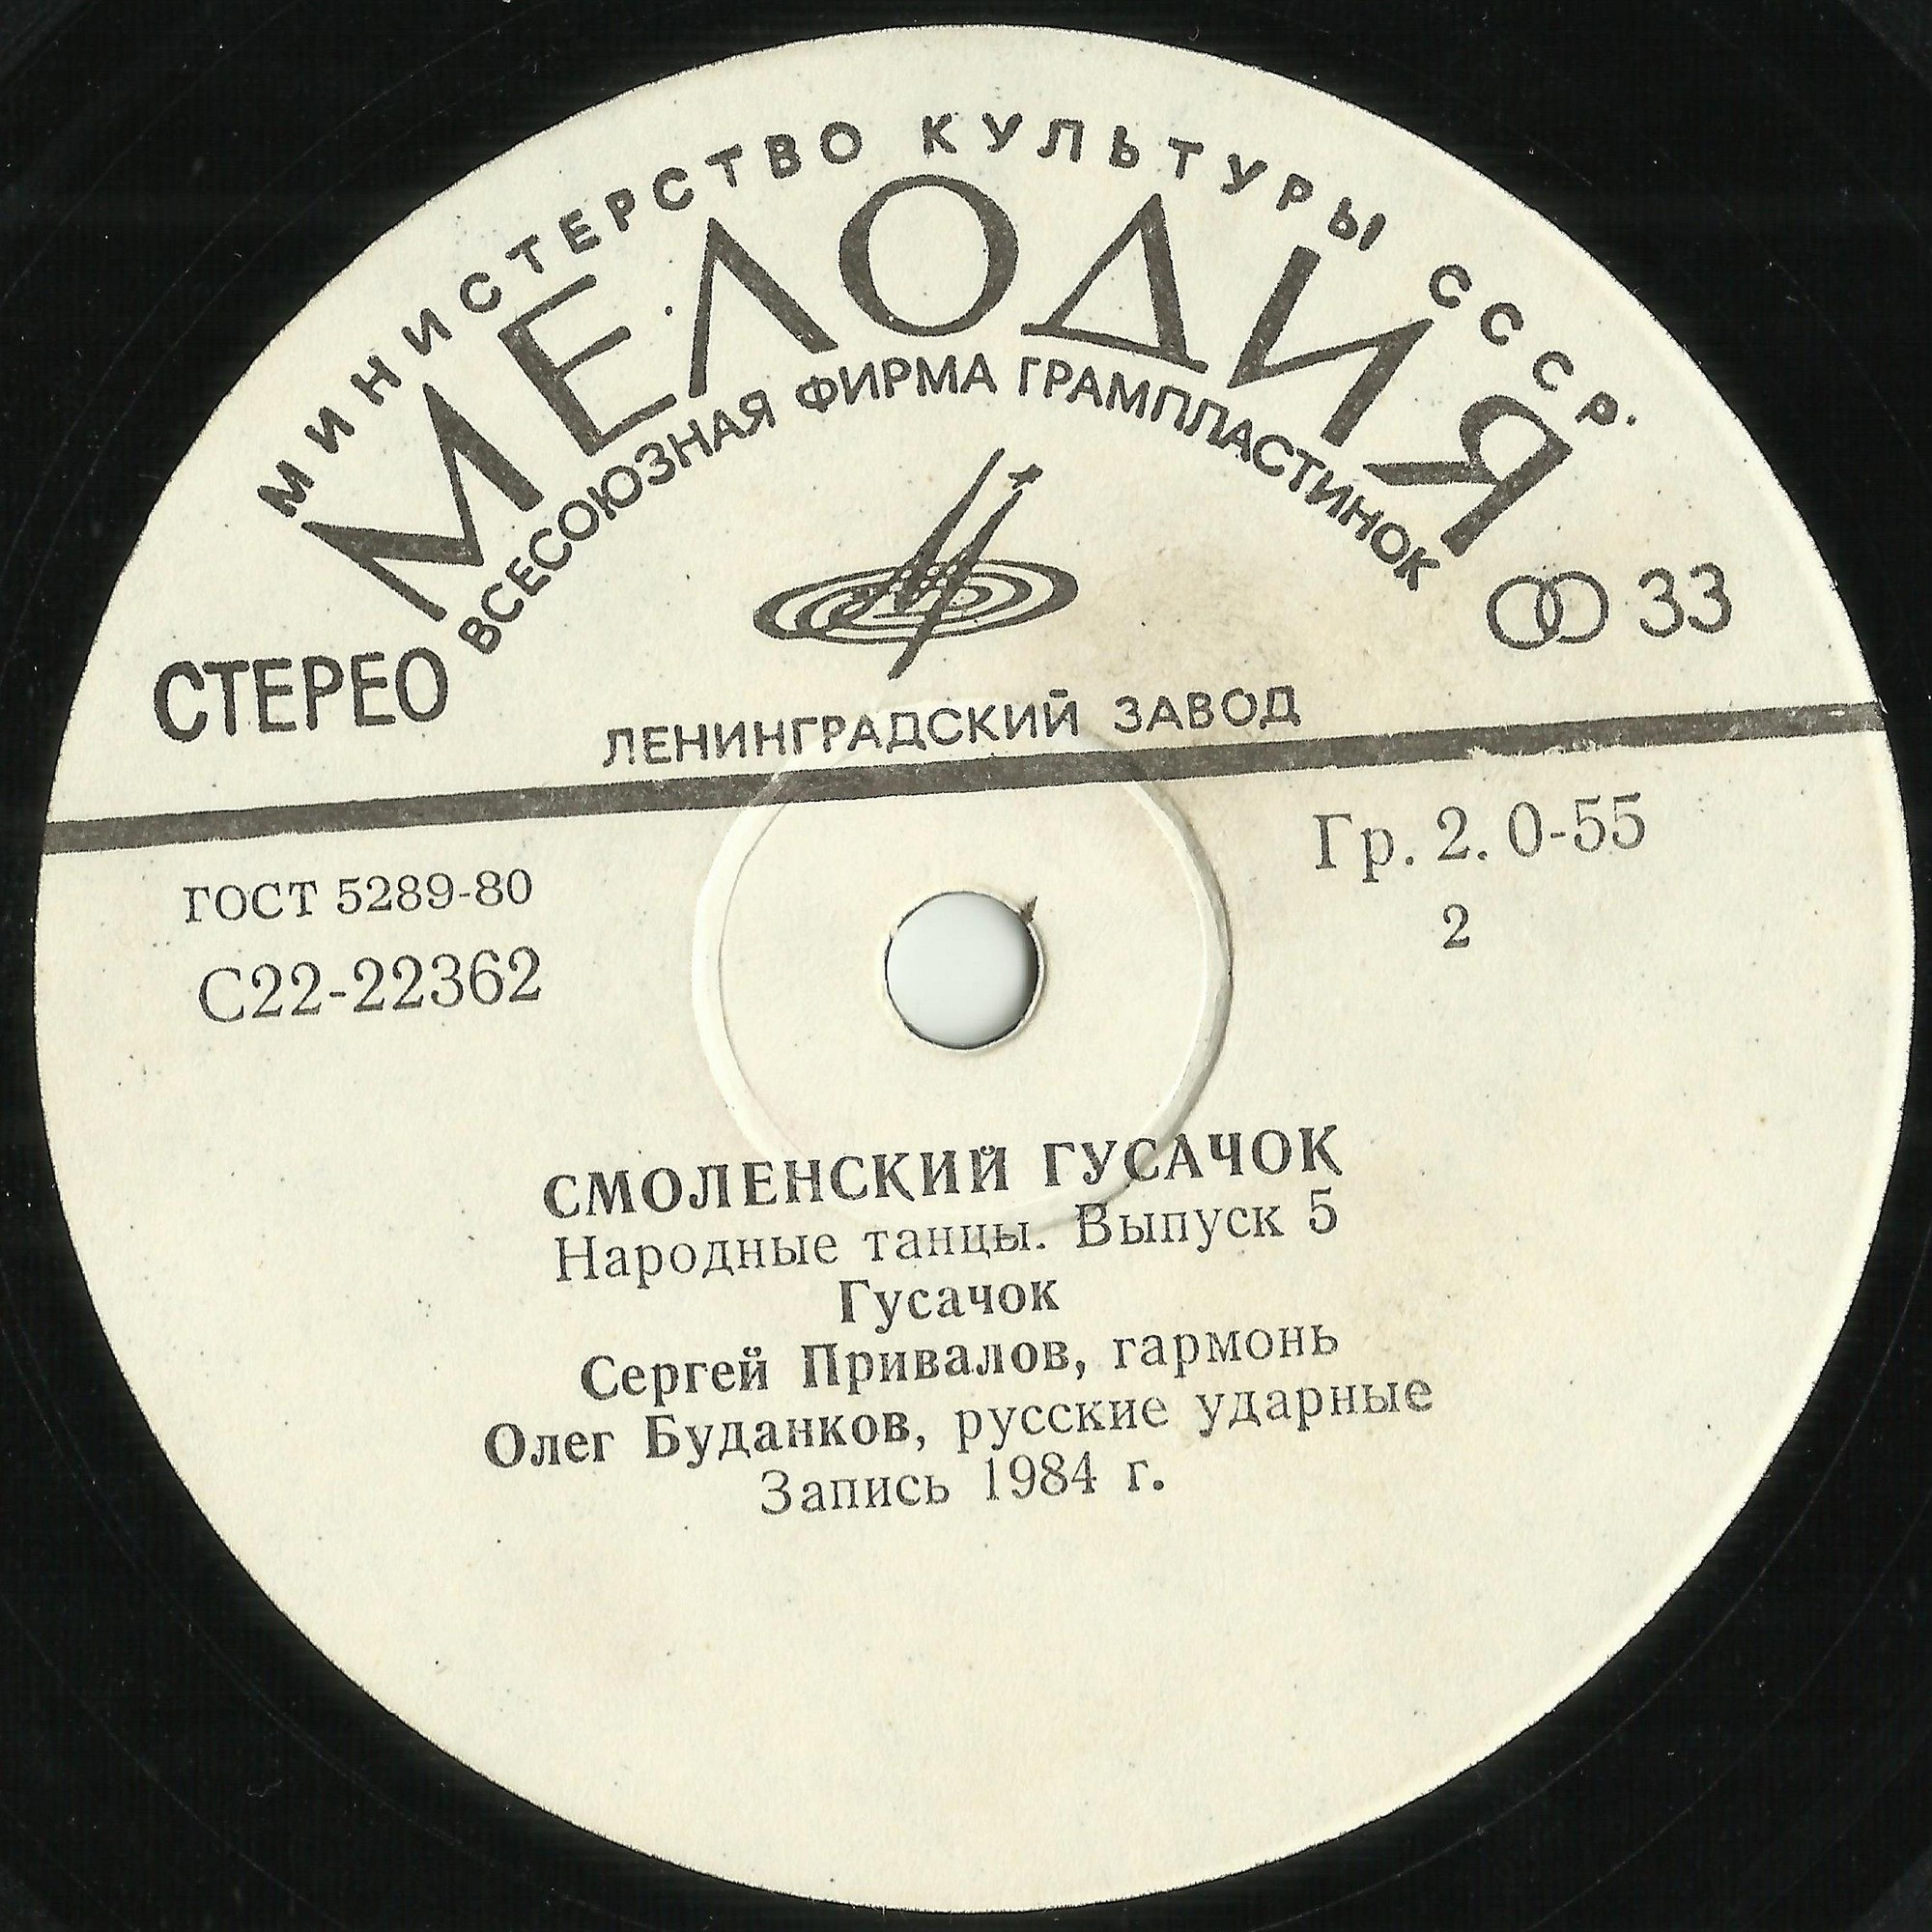 МИНИСТЕРСТВО КУЛЬТУРЫ СССР.
МЕЛОДИЯ
ВСЕСОЮЗНАЯ ФИРМА ГРАМПЛАСТИНОК
СТЕРЕО
33
ЛЕНИНГРАДСКИЙ ЗАВОД
ГОСТ 5289-80
Гр. 2. 0-55
С22-22362
2
СМОЛЕНСКИЙ ГУСАЧОК
Народные танцы. Выпуск 5
Гусачок
Сергей Привалов, гармонь
Олег Буданков, русские ударные
Запись 1984 г.